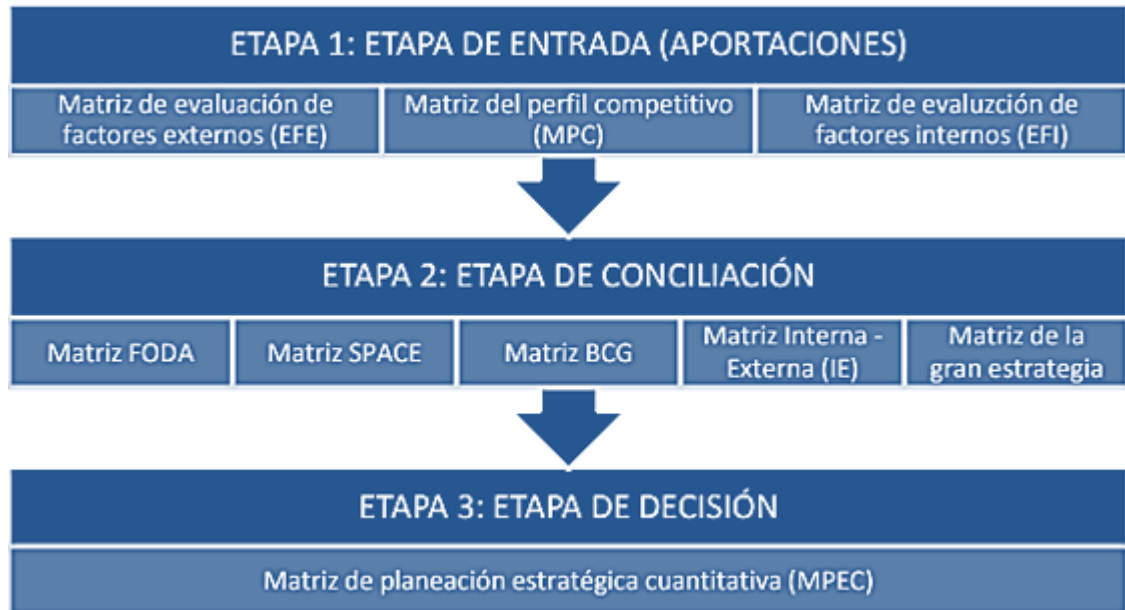 ETAPA 1: ETAPA DE ENTRADA (APORTACIONES)
Matriz de evaluación de
factores externos (EFE)
Matriz del perfil competitivo
(MPC)
Matriz de evaluzción de
factores internos (EFI)
ETAPA 2: ETAPA DE CONCILIACIÓN
Matriz FODA
Matriz SPACE
Matriz BCG
Matriz Interna -
Externa (IE)
Matriz de la
gran estrategia
ETAPA 3: ETAPA DE DECISIÓN
Matriz de planeación estratégica cuantitativa (MPEC)